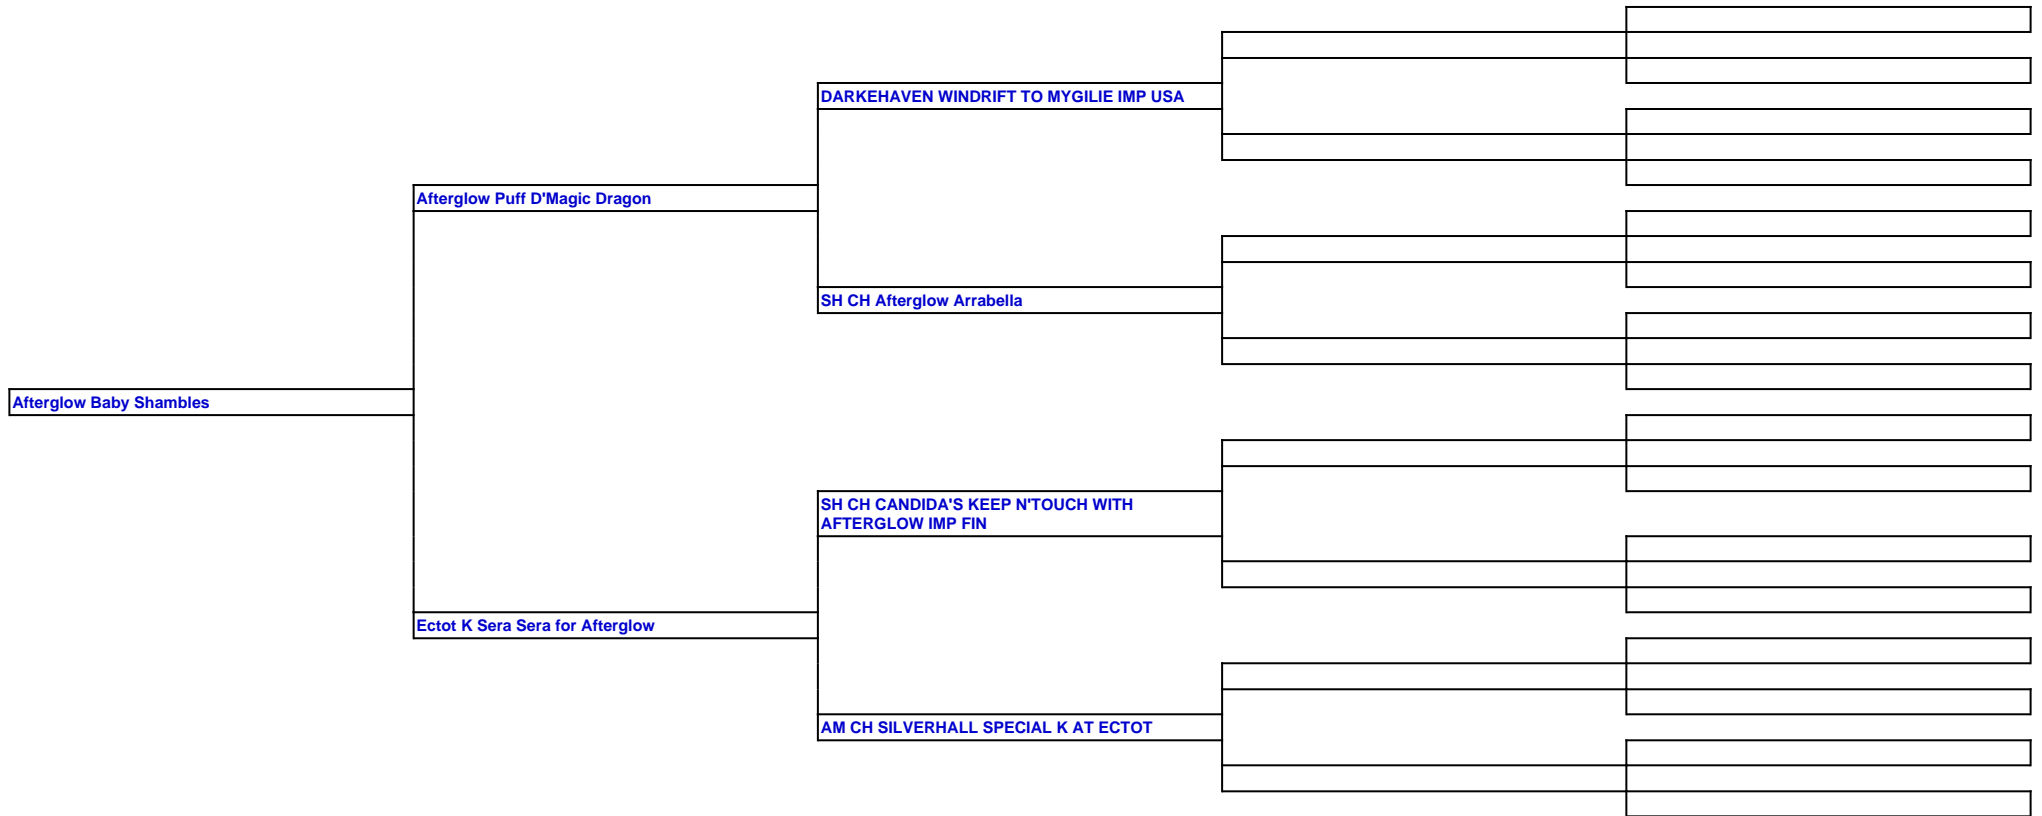 DARKEHAVEN WINDRIFT TO MYGILIE IMP USA
Afterglow Puff D'Magic Dragon
SH CH Afterglow Arrabella
Afterglow Baby Shambles
SH CH CANDIDA'S KEEP N'TOUCH WITH
AFTERGLOW IMP FIN
Ectot K Sera Sera for Afterglow
AM CH SILVERHALL SPECIAL K AT ECTOT